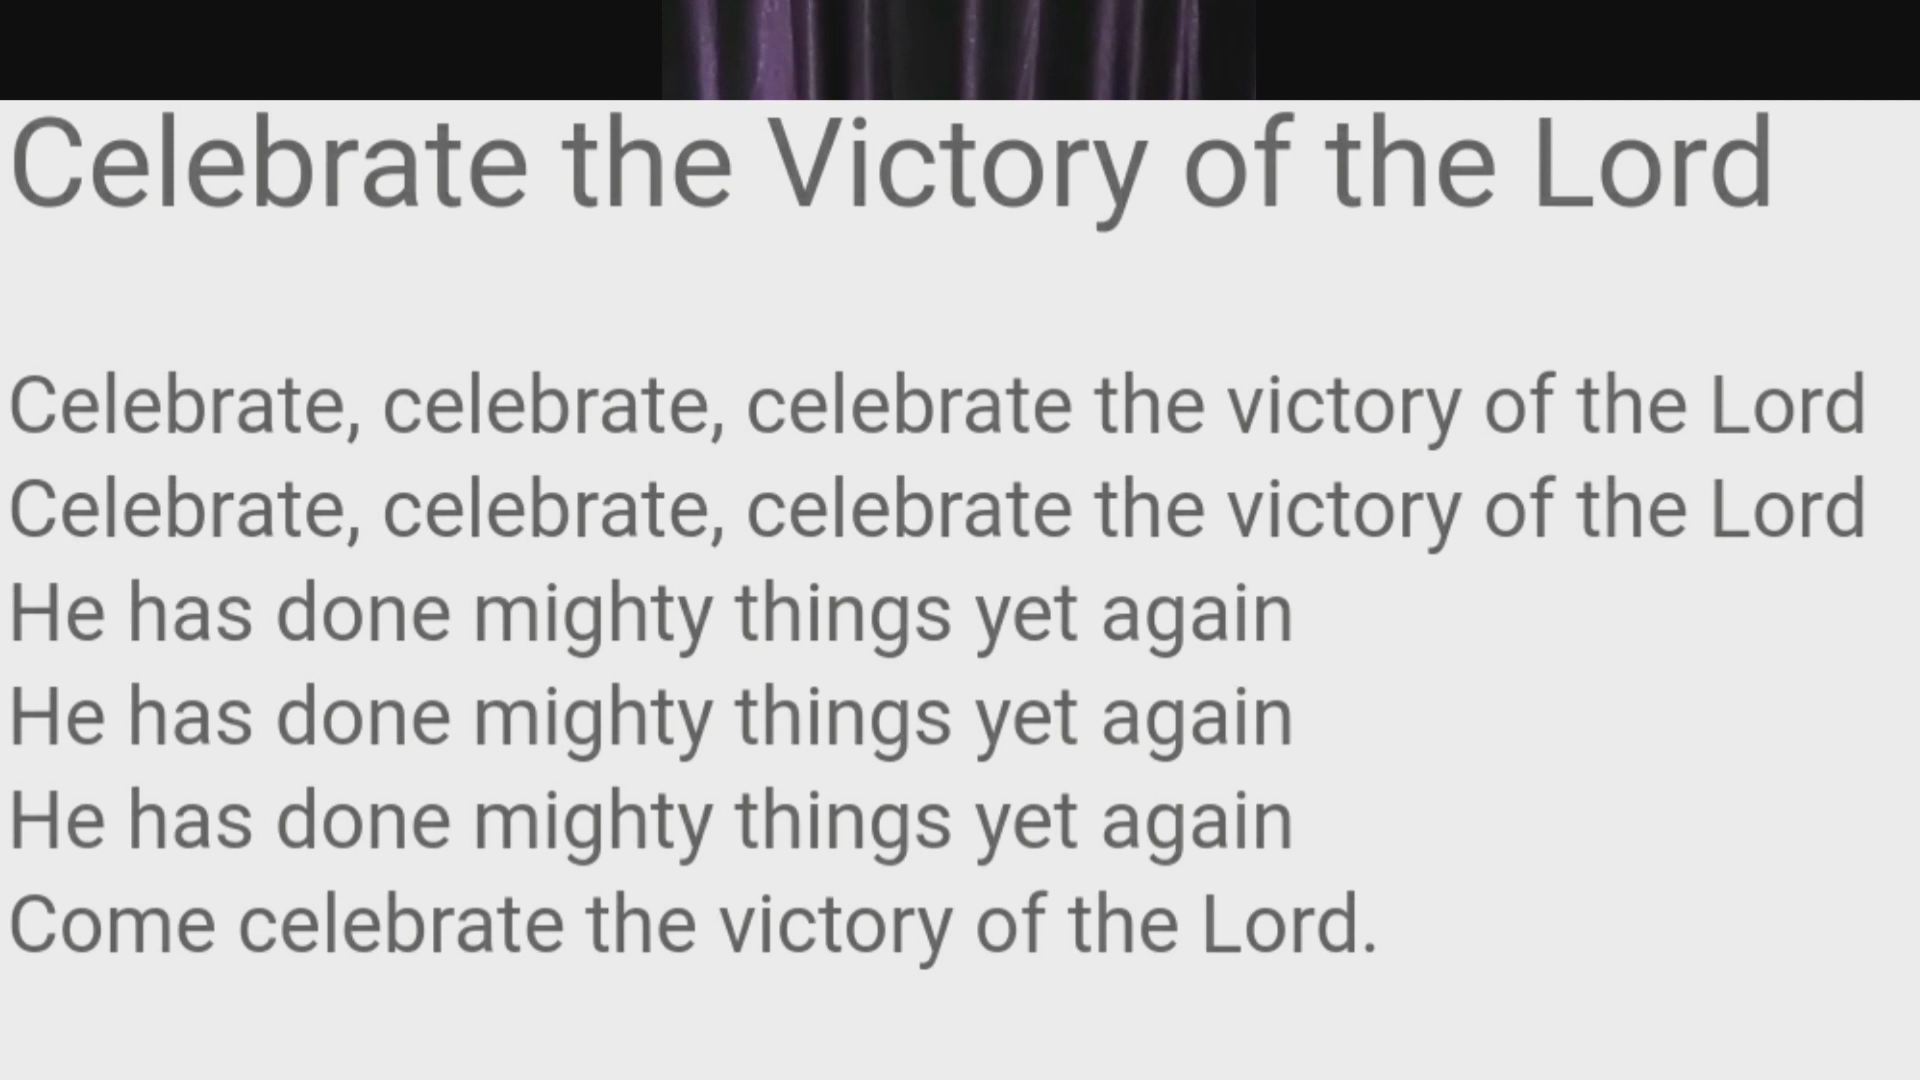 Celebrate the Victory of the Lord
Celebrate, celebrate, celebrate the victory of the Lord
Celebrate, celebrate, celebrate the victory of the Lord
He has done mighty things yet again
He has done mighty things yet again
He has done mighty things yet again
Come celebrate the victory of the Lord.